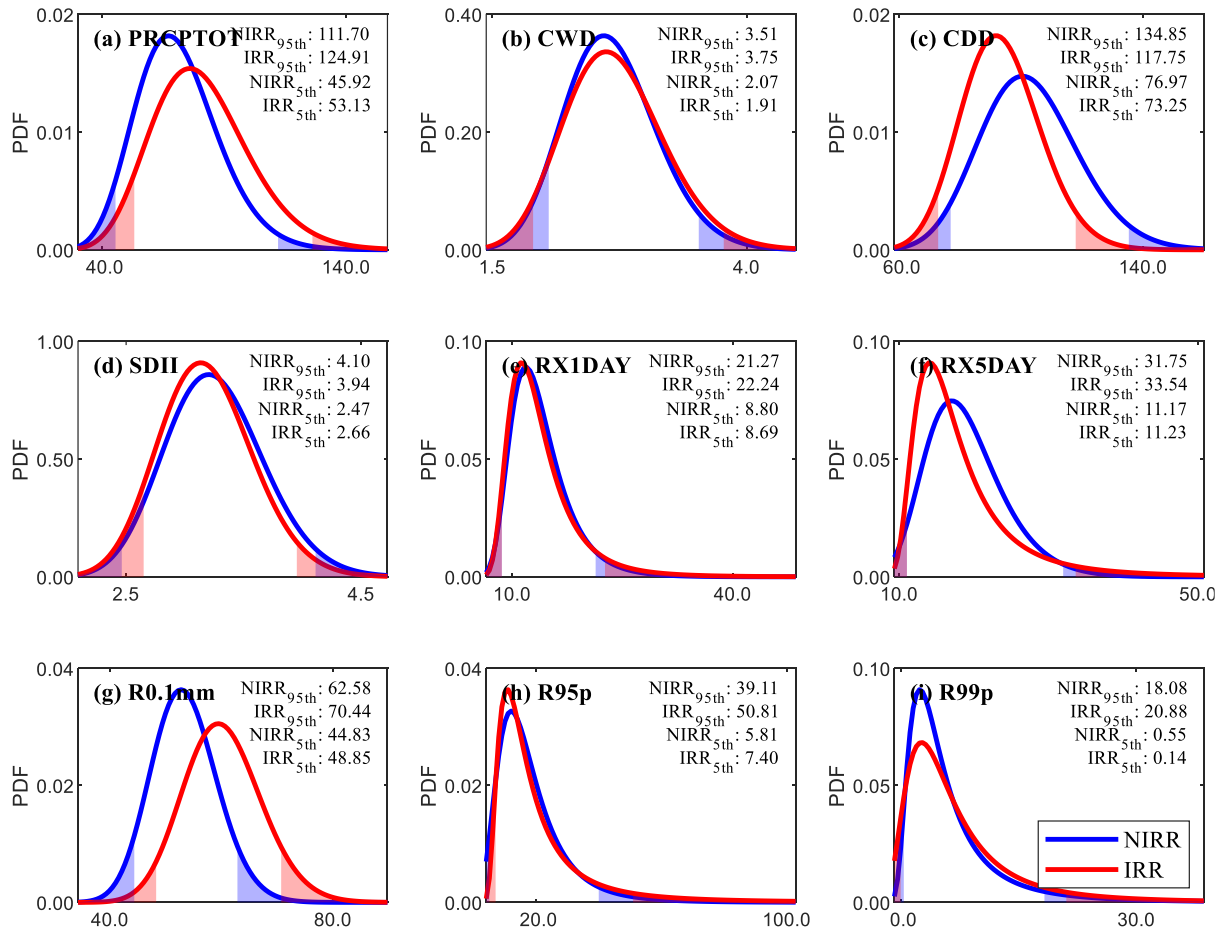 (a) PRCPTOT
NIRR95th: 111.70
IRR95th: 124.91
NIRR5th: 45.92
IRR5th: 53.13
0.02
0.01
0.00
PDF
40.0 140.0
(b) CWD
NIRR95th: 3.51
IRR95th: 3.75
NIRR5th: 2.07
IRR5th: 1.91
0.40
0.20
0.00
PDF
1.5 4.0
(c) CDD
NIRR95th: 134.85
IRR95th: 117.75
NIRR5th: 76.97
IRR5th: 73.25
0.02
0.01
0.00
PDF
60.0 140.0
(d) SDII
NIRR95th: 4.10
IRR95th: 3.94
NIRR5th: 2.47
IRR5th: 2.66
1.00
0.50
0.00
PDF
2.5 4.5
(e) RX1DAY
NIRR95th: 21.27
IRR95th: 22.24
NIRR5th: 8.80
IRR5th: 8.69
0.10
0.05
0.00
PDF
10.0 40.0
(f) RX5DAY
NIRR95th: 31.75
IRR95th: 33.54
NIRR5th: 11.17
IRR5th: 11.23
0.10
0.05
0.00
PDF
10.0 50.0
(g) R0.1mm
NIRR95th: 62.58
IRR95th: 70.44
NIRR5th: 44.83
IRR5th: 48.85
0.04
0.02
0.00
PDF
40.0 80.0
(h) R95p
NIRR95th: 39.11
IRR95th: 50.81
NIRR5th: 5.81
IRR5th: 7.40
0.04
0.02
0.00
PDF
20.0 100.0
(i) R99p
NIRR95th: 18.08
IRR95th: 20.88
NIRR5th: 0.55
IRR5th: 0.14
0.10
0.05
0.00
PDF
0.0 30.0
NIRR
IRR